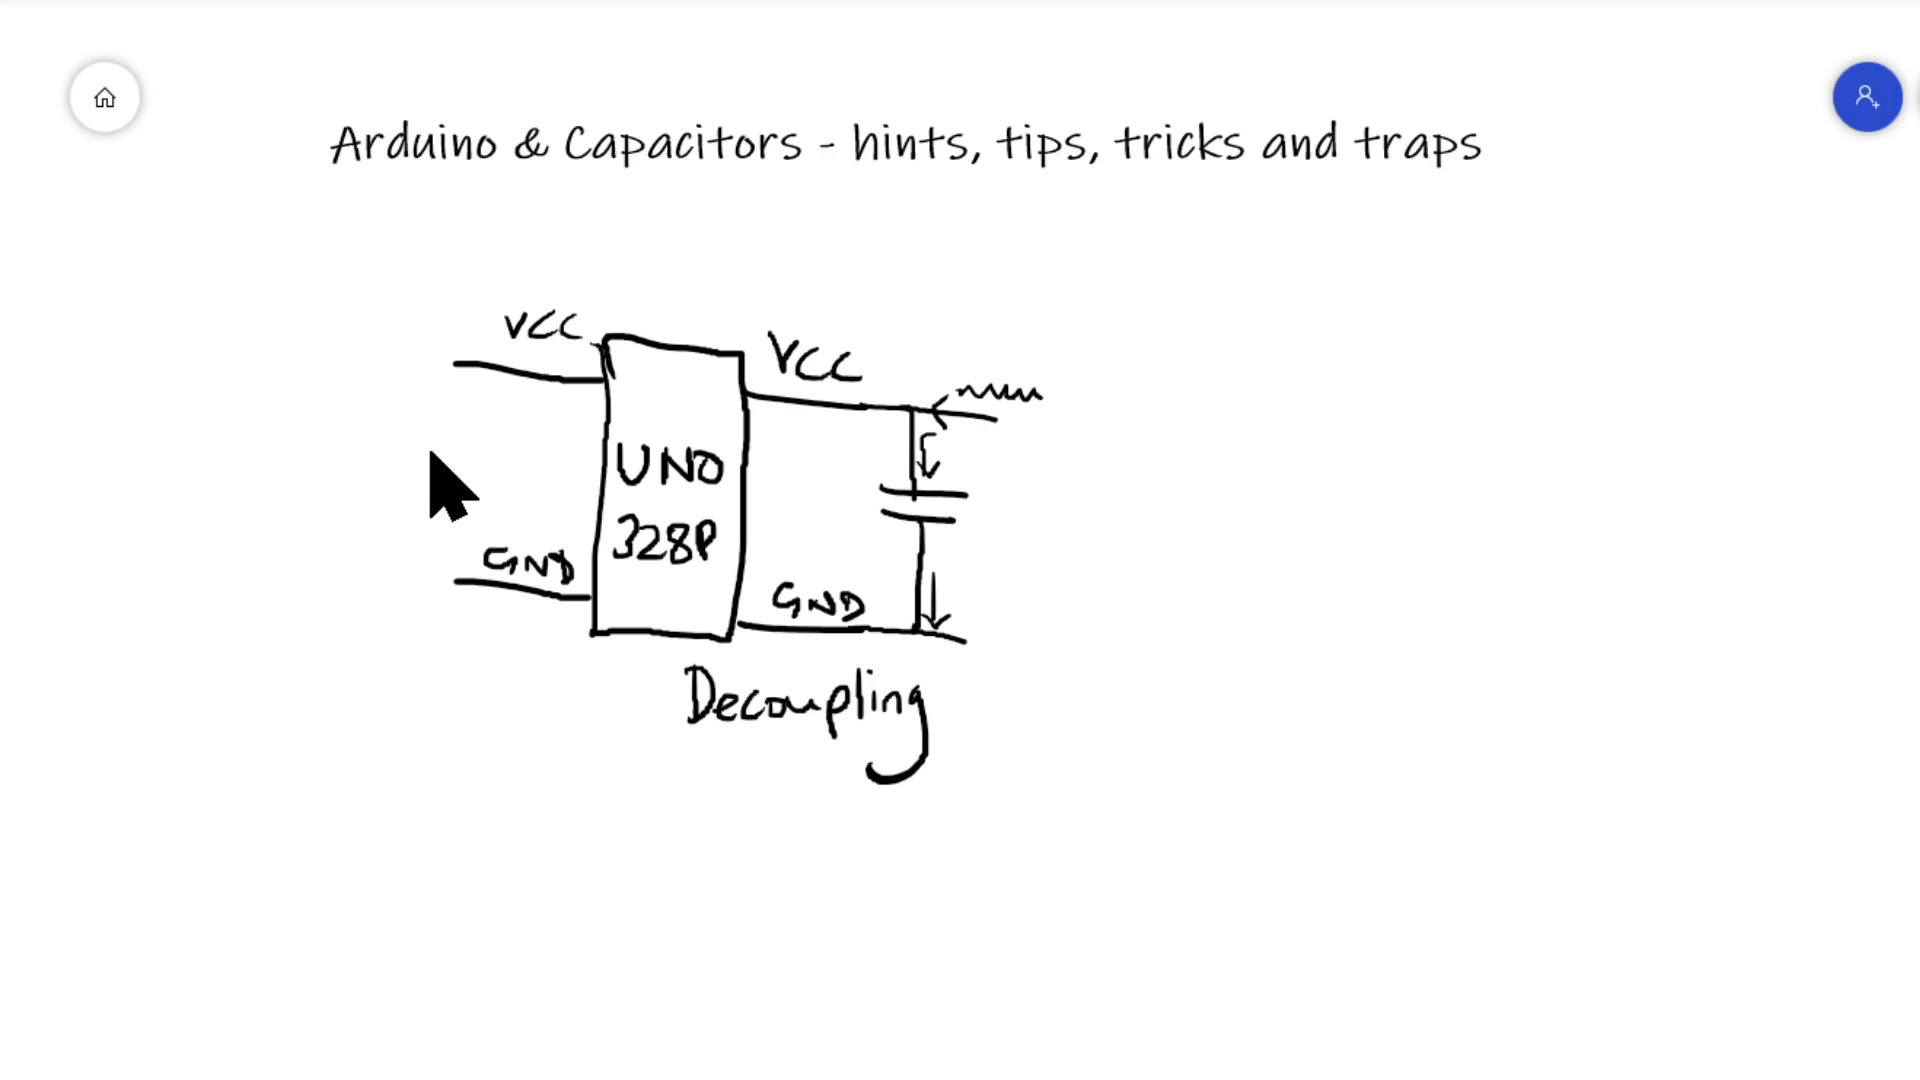 Arduino & Capacitors - hints, tips, tricks and traps
VCC
VCC
UNO
328P
GND
GND
Decoupling